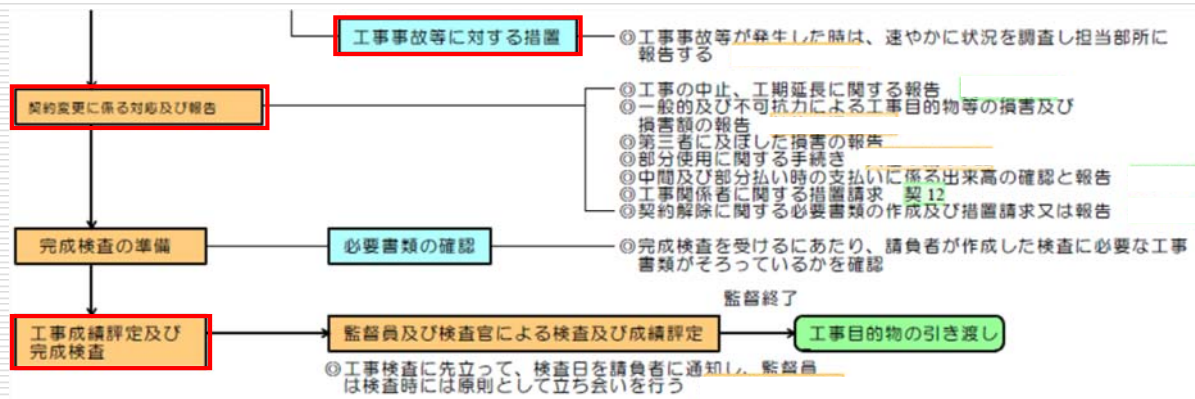 工事事故等に対する措置
◎工事事故等が発生した時は、速やかに状況を調査し担当部所に
報告する
契約変更に係る対応及び報告
◎工事の中止、工期延長に関する報告
◎一般的及び不可抗力による工事目的物等の損害及び
損害額の報告
◎第三者に及ぼした損害の報告
◎部分使用に関する手続き
◎中間及び部分払い時の支払いに係る出来高の確認と報告
◎工事関係者に関する措置請求 契12
◎契約解除に関する必要書類の作成及び措置請求又は報告
完成検査の準備
必要書類の確認
◎完成検査を受けるにあたり、請負者が作成した検査に必要な工事
書類がそろっているかを確認
監督終了
工事成績評定及び
完成検査
監督員及び検査官による検査及び成績評定
工事目的物の引き渡し
◎工事検査に先立って、検査日を請負者に通知し、監督員
は検査時には原則として立ち会いを行う